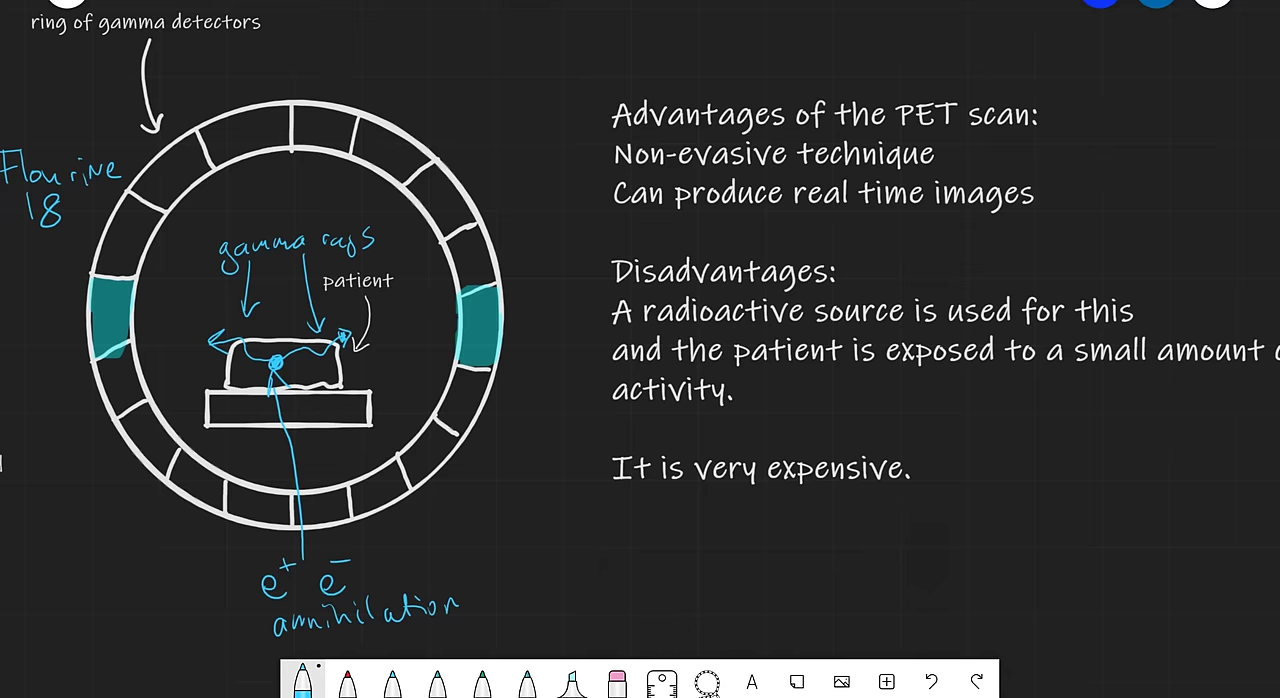 ring of gamma detectors
Flourine
18
gamma rays
patient
e+ e-
annihilation
Advantages of the PET scan:
Non-evasive technique
Can produce real time images
Disadvantages:
A radioactive source is used for this
and the patient is exposed to a small amount
activity.
It is very expensive.
A